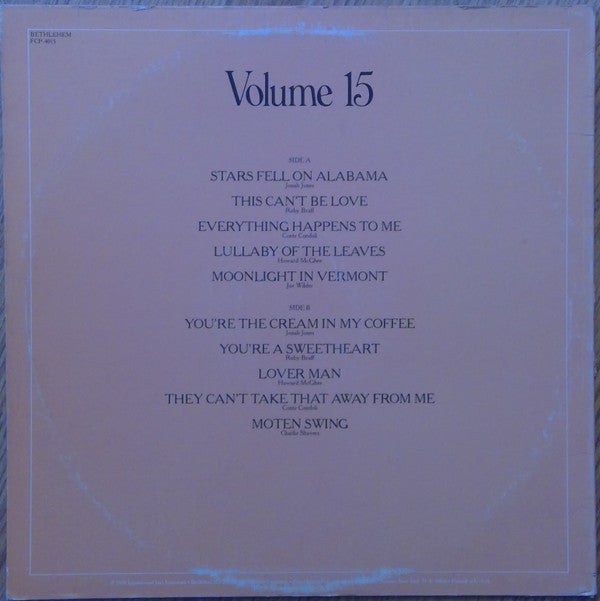 BETHLEHEM
Volume 15
SIDE A
STARS FELL ON ALABAMA
Jonah Jones
THIS CAN'T BE LOVE
Ruby Braff
EVERYTHING HAPPENS TO ME
Conte Candoli
LULLABY OF THE LEAVES
Howard McGhee
MOONLIGHT IN VERMONT
Joe Wilder
SIDE B
YOU'RE THE CREAM IN MY COFFEE
Jonah Jones
YOU'RE A SWEETHEART
Ruby Braff
LOVER MAN
Howard McGhee
THEY CAN'T TAKE THAT AWAY FROM ME
Conte Candoli
MOTEN SWING
Charlie Shavers